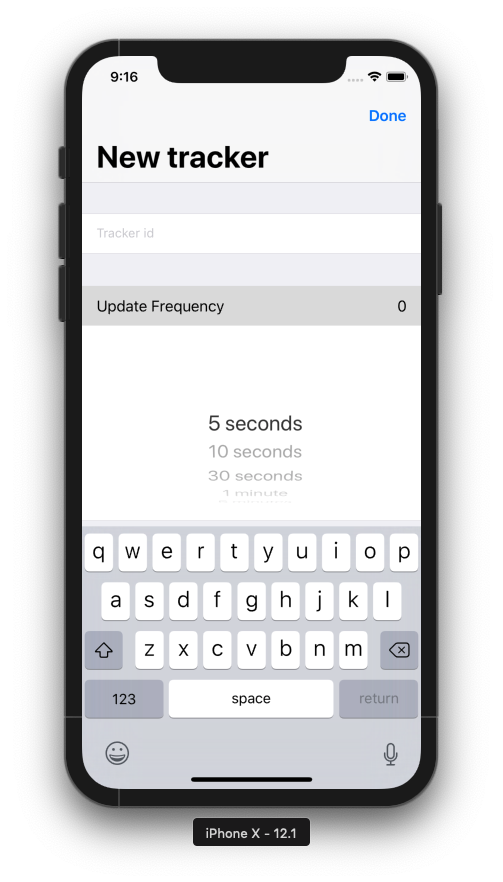 9:16
Done
New tracker
Tracker id
Update Frequency 0
5 seconds
10 seconds
30 seconds
1 minute
q w e r t y u i o p
a s d f g h j k l
z x c v b n m
123 space return
iPhone X - 12.1